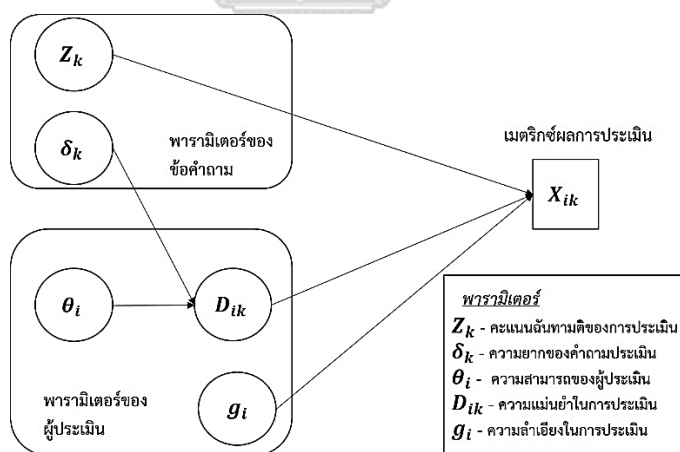 Z_k
δ_k
พารามิเตอร์ของ
ข้อคำถาม
เมตริกซ์ผลการประเมิน
X_ik
θ_i
D_ik
g_i
พารามิเตอร์ของ
ผู้ประเมิน
พารามิเตอร์
Z_k - คะแนนฉันทามติของการประเมิน
δ_k - ความยากของคำถามประเมิน
θ_i - ความสามารถของผู้ประเมิน
D_ik - ความแม่นยำในการประเมิน
g_i - ความลำเอียงในการประเมิน